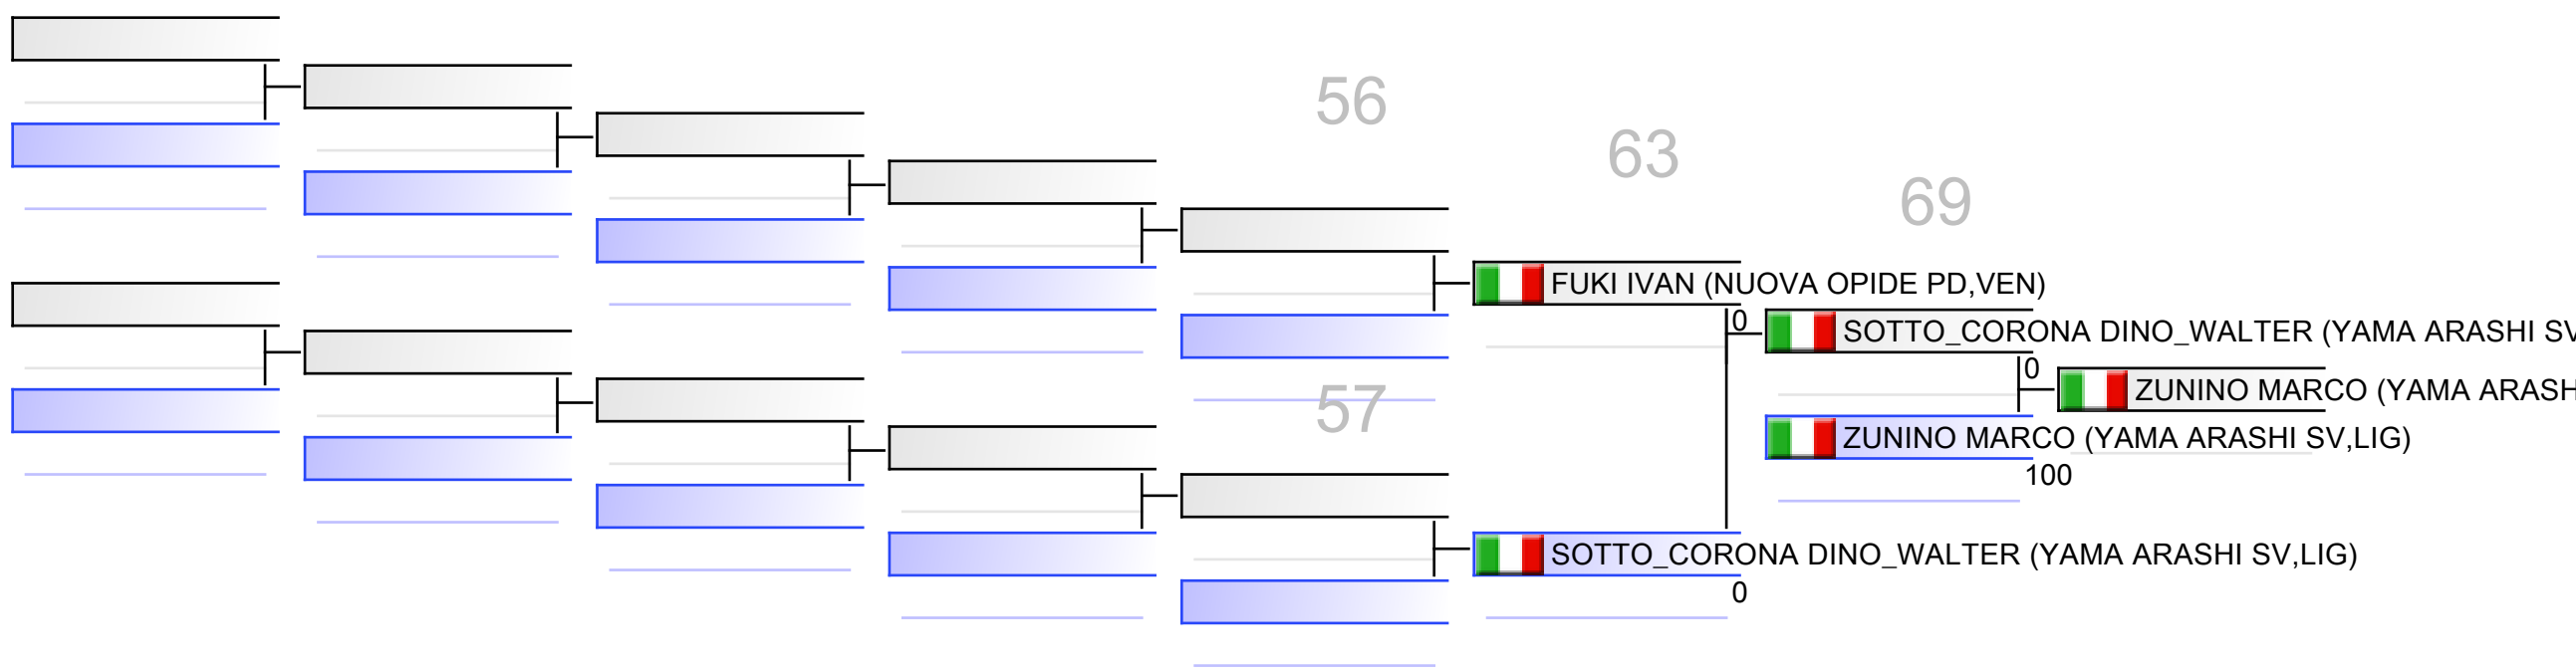 56
63
69
FUKI IVAN (NUOVA OPIDE PD,VEN)
0
SOTTO_CORONA DINO_WALTER (YAMA ARASHI SV
0
ZUNINO MARCO (YAMA ARASH
57
ZUNINO MARCO (YAMA ARASHI SV,LIG)
100
SOTTO_CORONA DINO_WALTER (YAMA ARASHI SV,LIG)
0